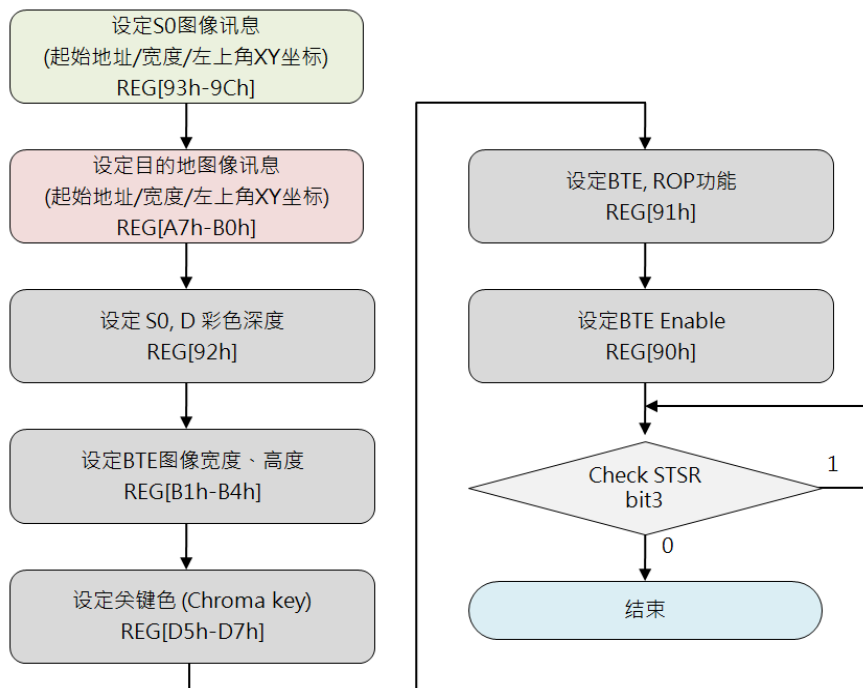 设定S0图像讯息
(起始地址/宽度/左上角XY坐标)
REG[93h-9Ch]
设定目的地图像讯息
(起始地址/宽度/左上角XY坐标)
REG[A7h-B0h]
设定 S0, D 彩色深度
REG[92h]
设定BTE图像宽度、高度
REG[B1h-B4h]
设定关键色 (Chroma key)
REG[D5h-D7h]
设定BTE, ROP功能
REG[91h]
设定BTE Enable
REG[90h]
Check STSR
bit3
1
0
结束